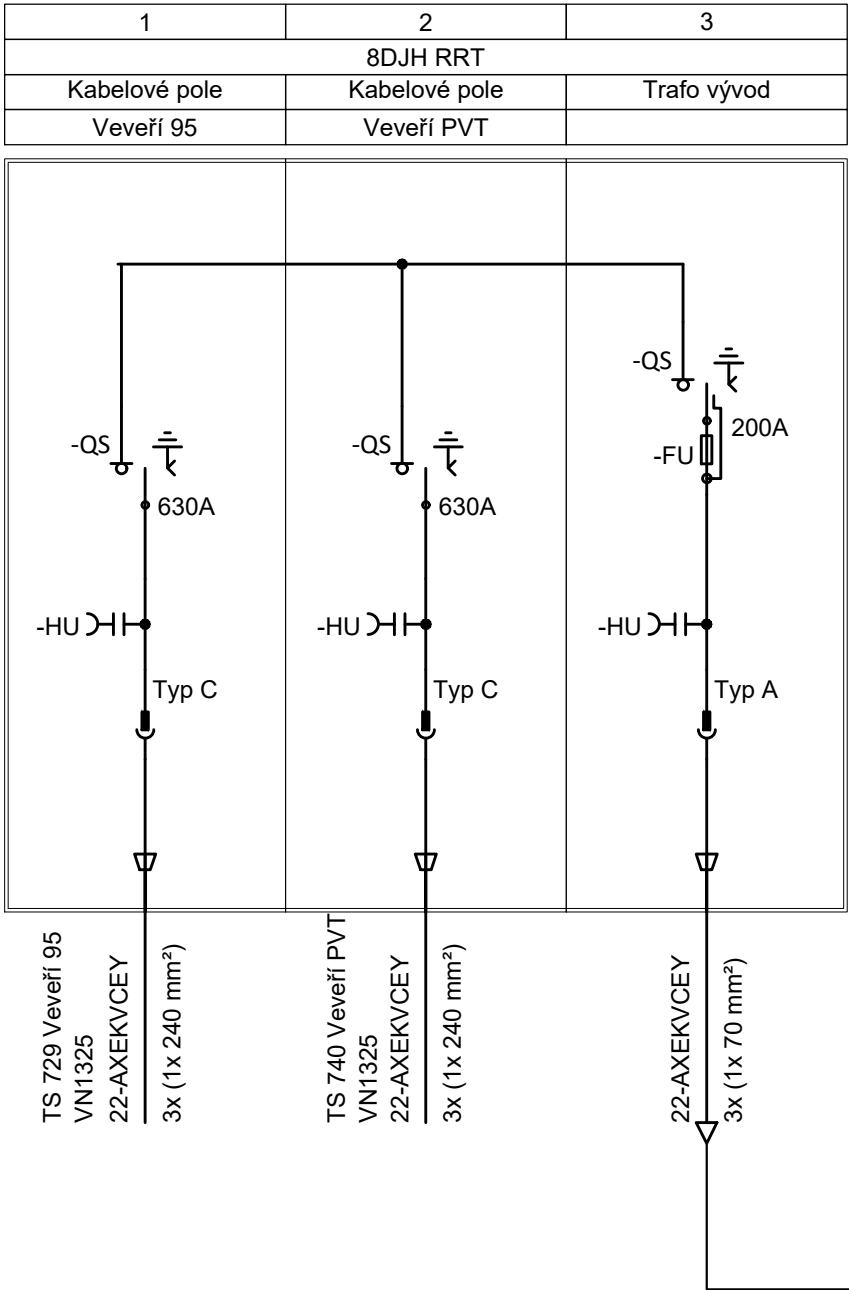 1 2 3
8DJH RRT
Kabelové pole Kabelové pole Trafo vývod
Veveří 95 Veveří PVT
-QS
200A
-FU
-QS
630A
-QS
630A
-HU
-HU
-HU
Typ C
Typ C
Typ A
TS 729 Veveří 95
VN1325
22-AXEKVCEY
3x (1x 240 mm²)
TS 740 Veveří PVT
VN1325
22-AXEKVCEY
3x (1x 240 mm²)
22-AXEKVCEY
3x (1x 70 mm²)